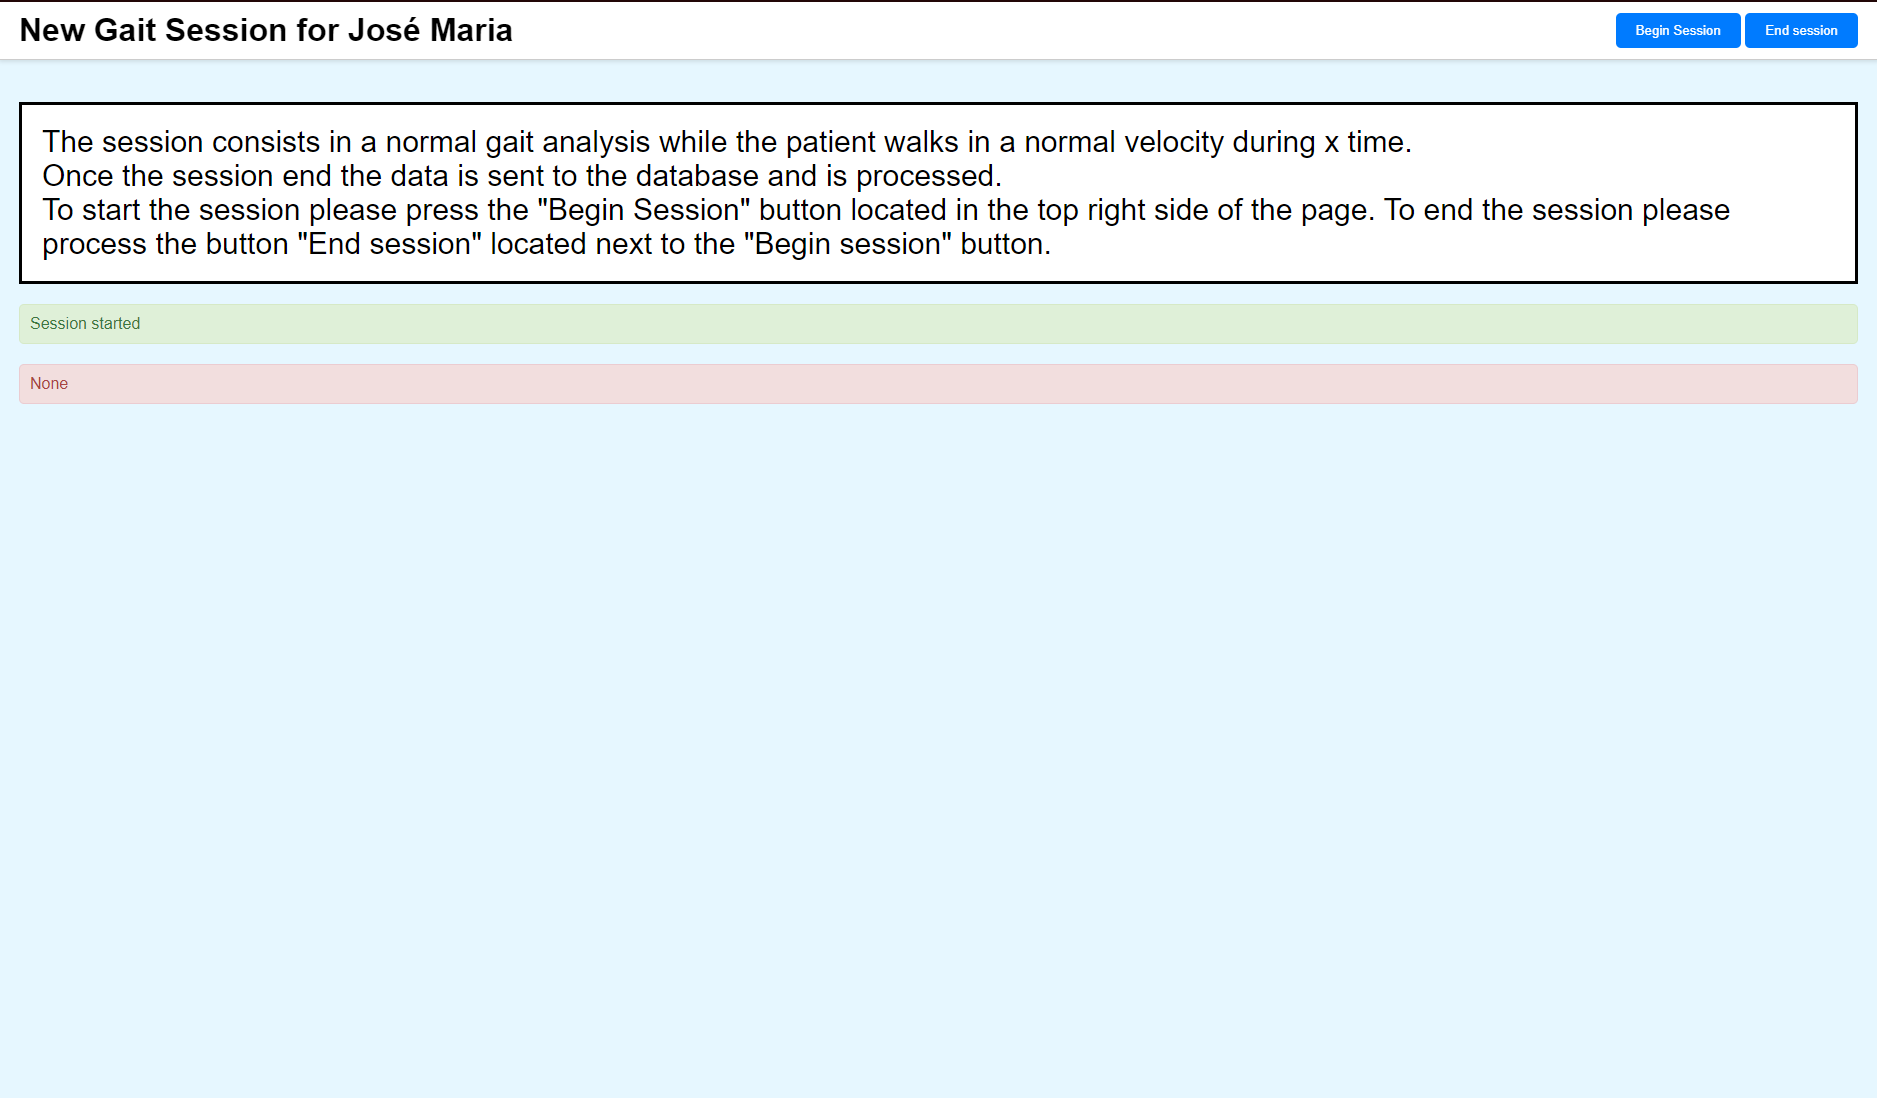 New Gait Session for José Maria
Begin Session
End session
The session consists in a normal gait analysis while the patient walks in a normal velocity during x time.
Once the session end the data is sent to the database and is processed.
To start the session please press the "Begin Session" button located in the top right side of the page. To end the session please
process the button "End session" located next to the "Begin session" button.
Session started
None